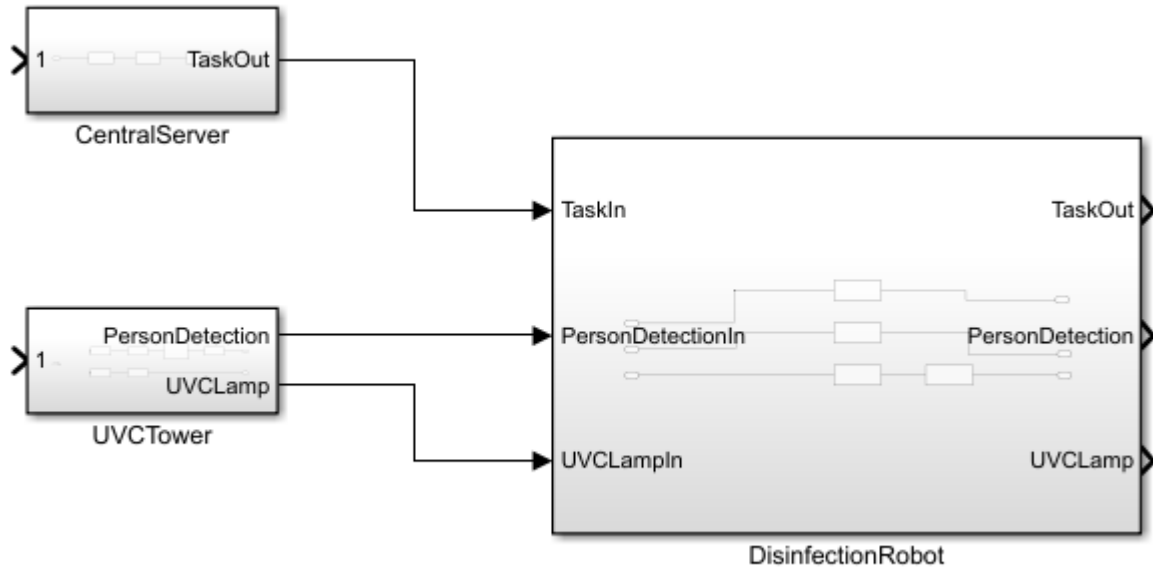 1 TaskOut
CentralServer
TaskIn TaskOut
1 PersonDetection
UVCLamp
UVCTower
PersonDetectionIn PersonDetection
UVCLampIn UVCLamp
DisinfectionRobot